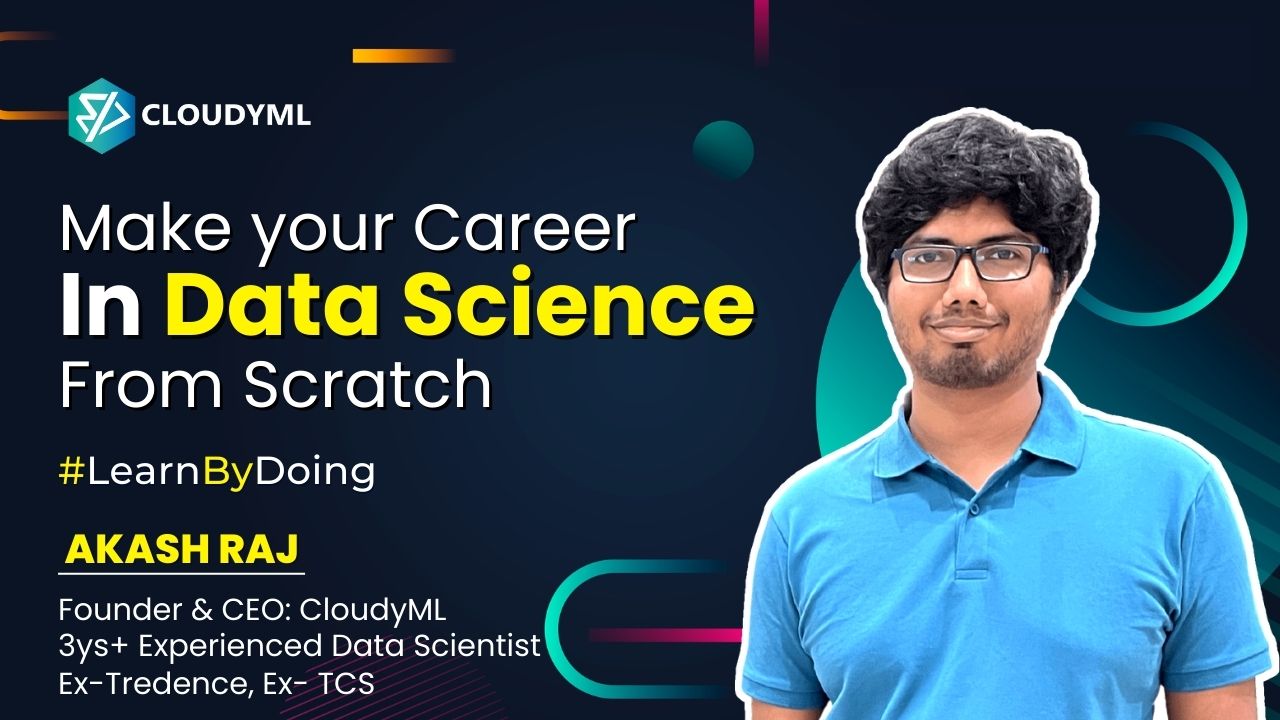 CLOUDYML
Make your Career
In Data Science
From Scratch
#LearnByDoing
AKASH RAJ
Founder & CEO: CloudyML
3ys+ Experienced Data Scientist
Ex-Tredence, Ex- TCS